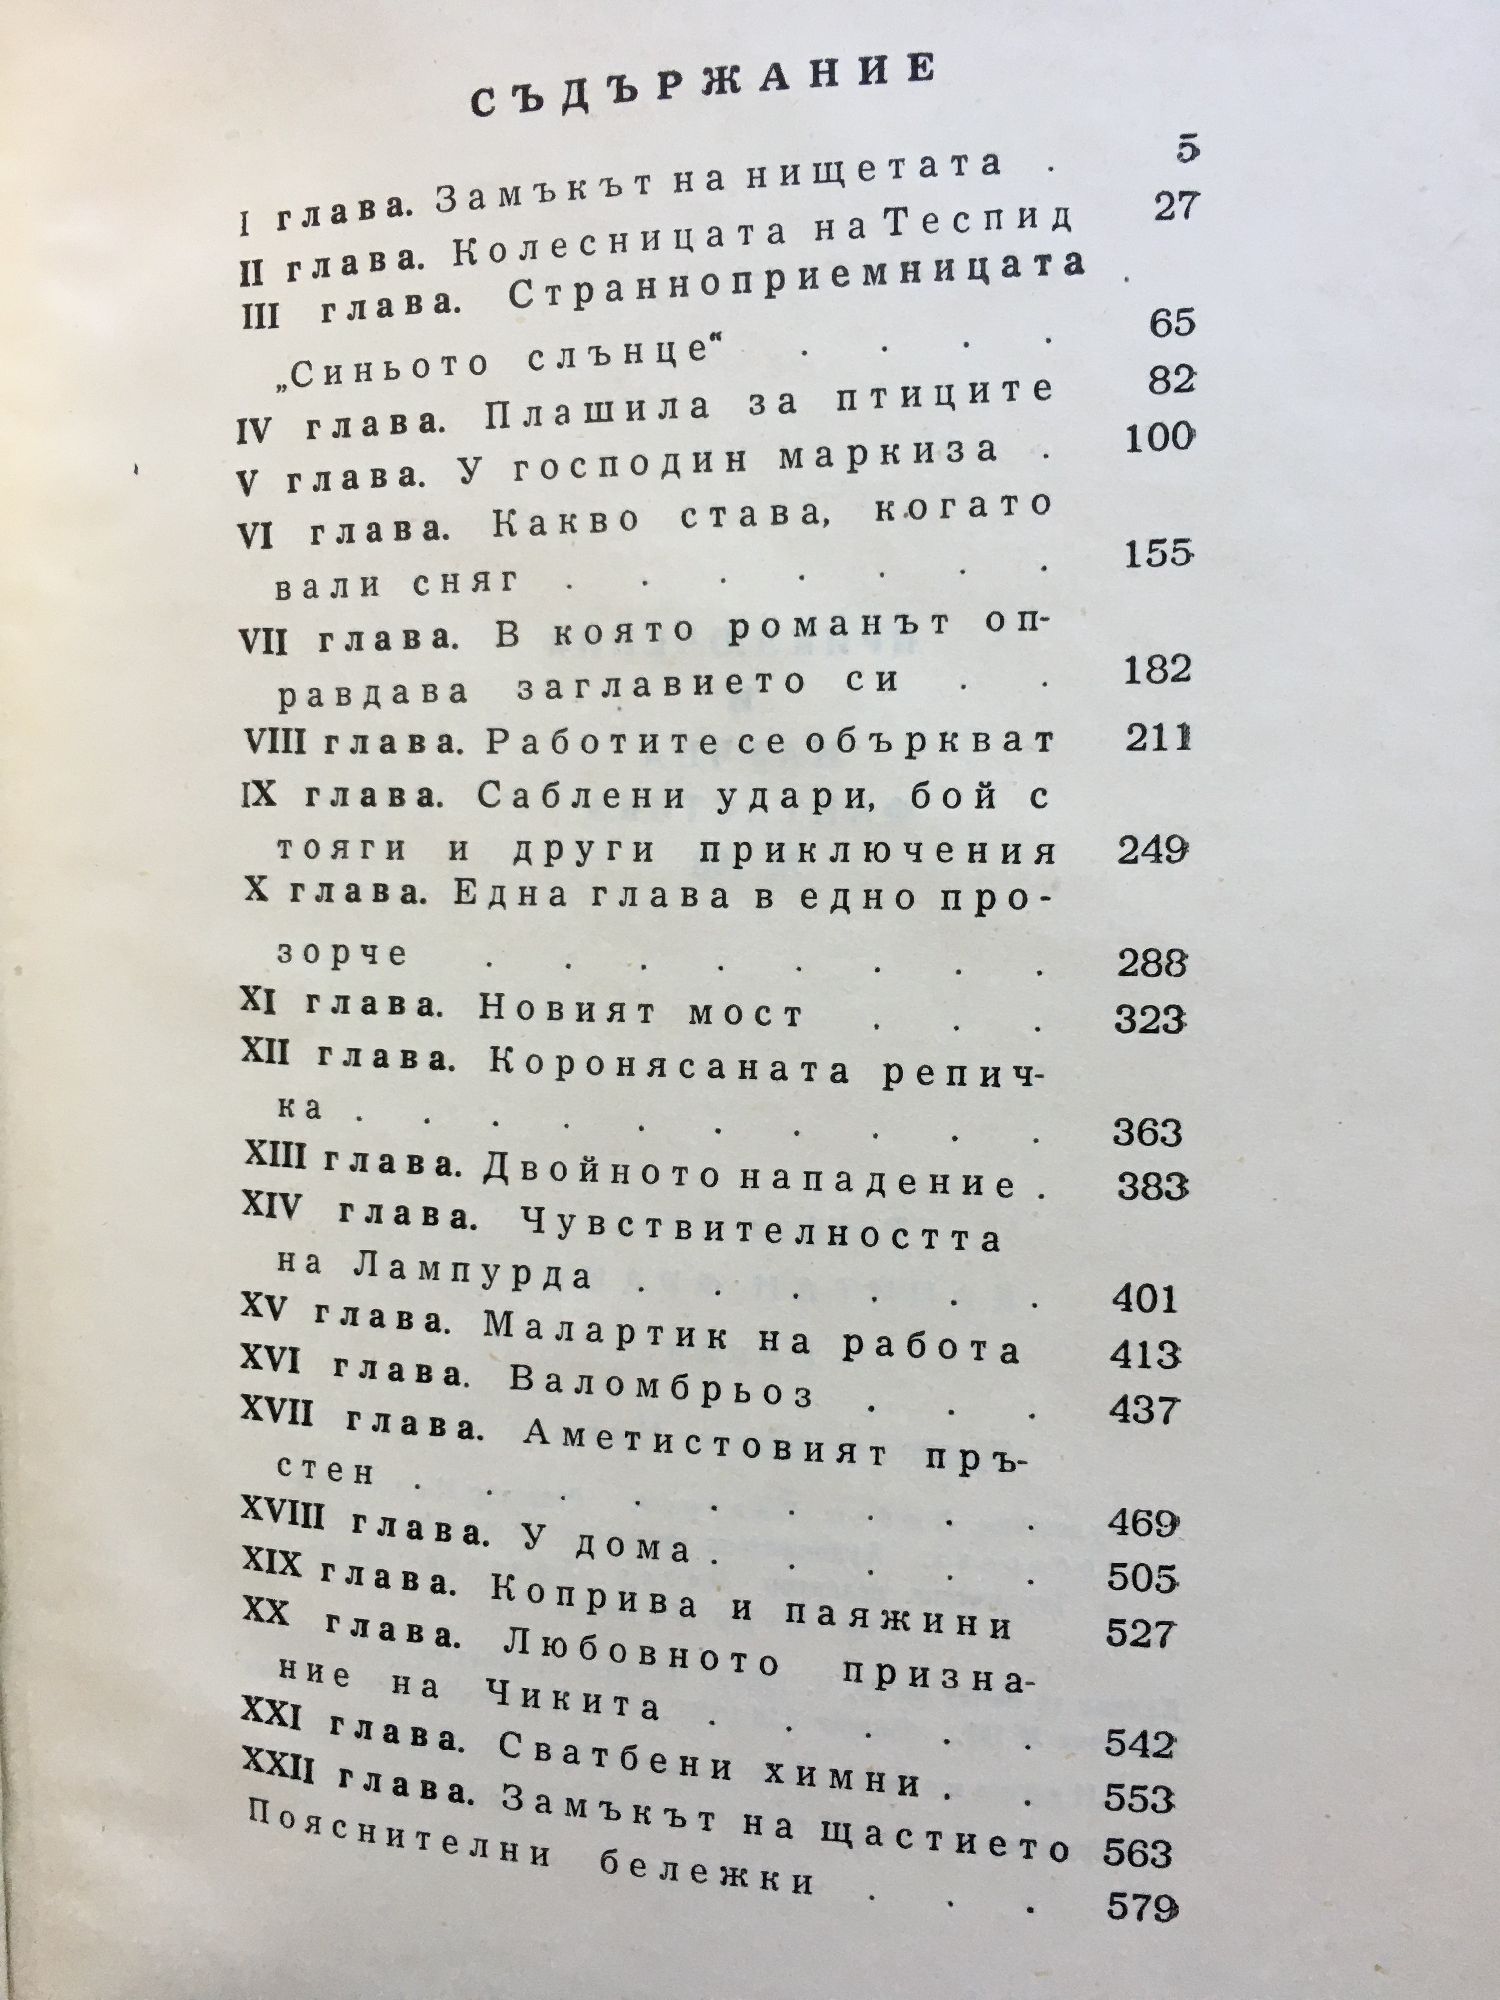 СЪДЪРЖАНИЕ
I глава. Замъкът на нищетата . 5
II глава. Колесницата на Теспид 27
III глава. Странноприемницата .
„Синьото слънце“ . . . . 65
IV глава. Плашила за птиците 82
V глава. У господин маркиза . 100
VI глава. Какво става, когато
вали сняг . . . . . . . 155
VII глава. В която романът оп-
равдава заглавието си . . 182
VIII глава. Работите се объркват 211
IX глава. Саблени удари, бой с
тояги и други приключения 249
X глава. Една глава в едно про-
зорче . . . . . . . . 288
XI глава. Новият мост . . . 323
XII глава. Коронясаната репич-
ка . . . . . . . . . . 363
XIII глава. Двойното нападение . 383
XIV глава. Чувствителността
на Лампурда . . . . . . 401
XV глава. Малартик на работа 413
XVI глава. Валомбрьоз . . . 437
XVII глава. Аметистовият пръ-
стен . . . . . . . . . 469
XVIII глава. У дома . . . . . 505
XIX глава. Коприва и паяжини 527
XX глава. Любовното призна-
ние на Чикита . . . . . 542
XXI глава. Сватбени химни . . 553
XXII глава. Замъкът на щастието 563
Пояснителни бележки . . . 579